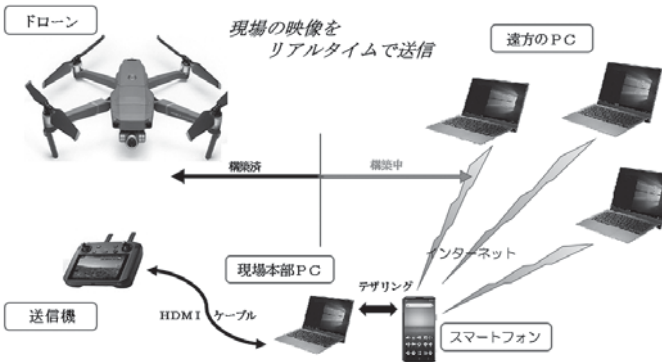 ドローン
現場の映像を
リアルタイムで送信
遠方のPC
構築済
構築中
インターネット
現場本部PC
テザリング
送信機
HDMI ケーブル
スマートフォン